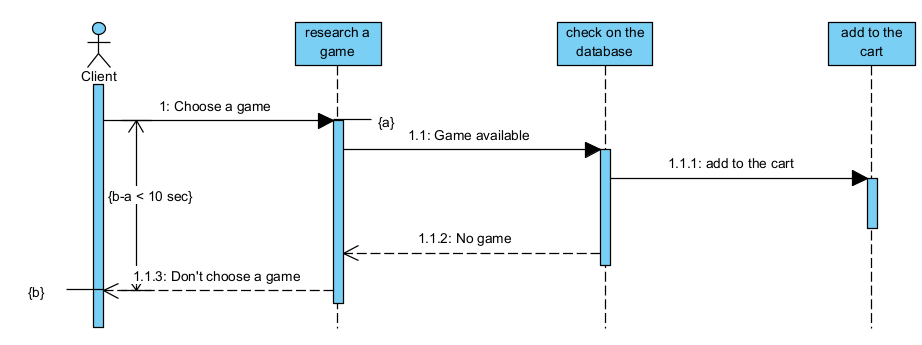 research a
game
check on the
database
add to the
cart
Client
1: Choose a game
{a}
1.1: Game available
1.1.1: add to the cart
{b-a < 10 sec}
1.1.2: No game
1.1.3: Don't choose a game
{b}